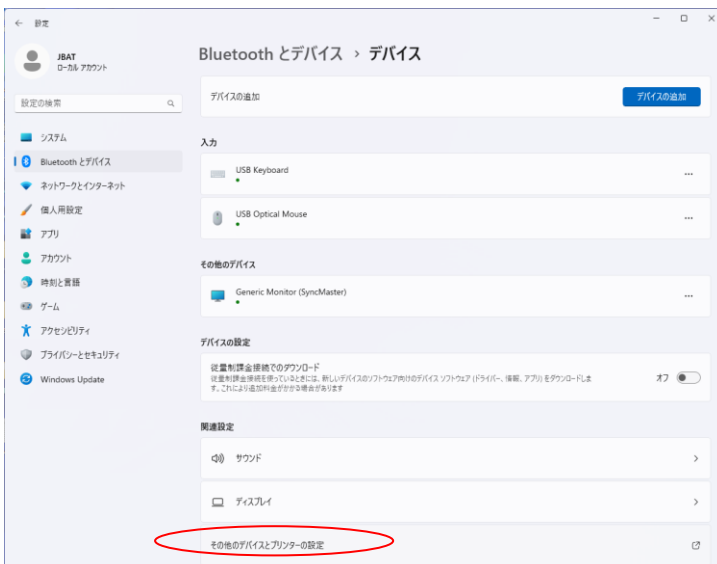 設定
JBAT
ローカル アカウント
設定の検索
システム
Bluetooth とデバイス
ネットワークとインターネット
個人用設定
アプリ
アカウント
時刻と言語
ゲーム
アクセシビリティ
プライバシーとセキュリティ
Windows Update
Bluetooth とデバイス › デバイス
デバイスの追加
デバイスの追加
入力
USB Keyboard
USB Optical Mouse
その他のデバイス
Generic Monitor (SyncMaster)
デバイスの設定
従量制課金接続でのダウンロード
従量制課金接続を使っているときには、新しいデバイスのソフトウェア向けのデバイス ソフトウェア (ドライバー、情報、アプリ) をダウンロードしま
す。これにより追加料金がかかる場合があります
オフ
関連設定
サウンド
ディスプレイ
その他のデバイスとプリンターの設定